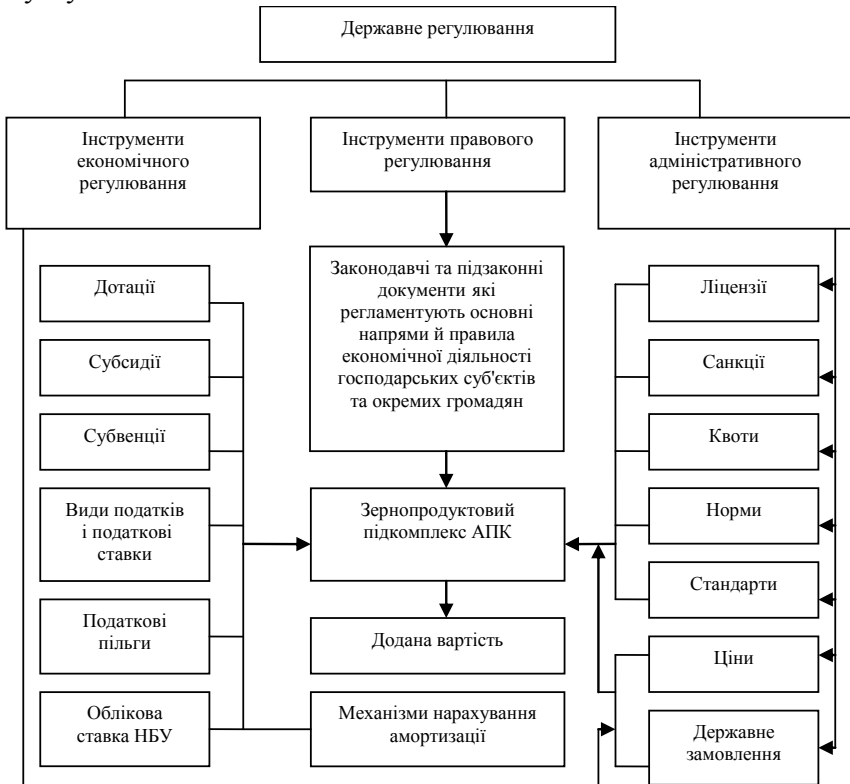 Державне регулювання
Інструменти
економічного
регулювання
Інструменти правового
регулювання
Інструменти
адміністративного
регулювання
Дотації
Субсидії
Субвенції
Види податків
і податкові
ставки
Податкові
пільги
Облікова
ставка НБУ
Законодавчі та підзаконні
документи які
регламентують основні
напрями й правила
економічної діяльності
господарських суб'єктів
та окремих громадян
Зернопродуктовий
підкомплекс АПК
Додана вартість
Механізми нарахування
амортизації
Ліцензії
Санкції
Квоти
Норми
Стандарти
Ціни
Державне
замовлення